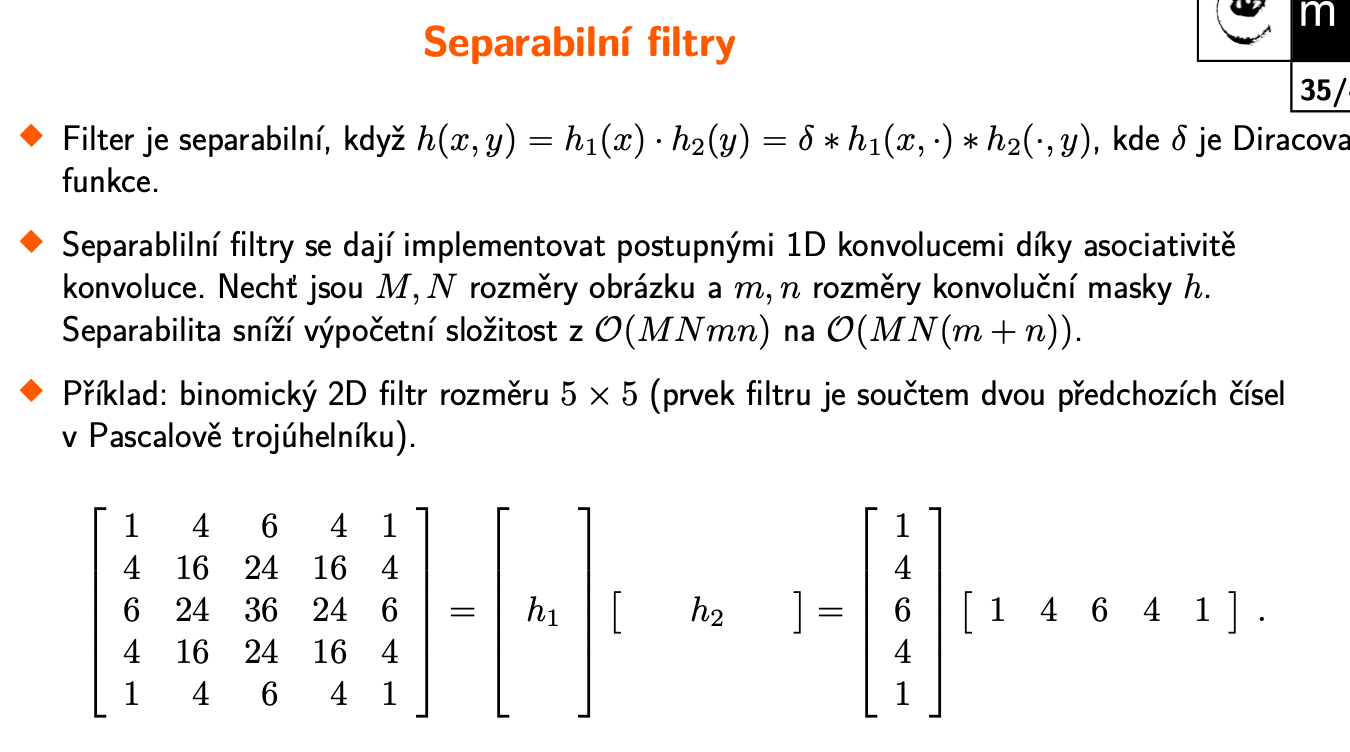 m
Separabilní filtry
35/
Filter je separabilní, když h(x, y) = h₁(x) · h₂(y) = δ ∗ h₁(x, ·) ∗ h₂(·, y), kde δ je Diracova
funkce.
Separablilní filtry se dají implementovat postupnými 1D konvolucemi díky asociativitě
konvoluce. Nechť jsou M, N rozměry obrázku a m, n rozměry konvoluční masky h.
Separabilita sníží výpočetní složitost z O(MNmn) na O(MN(m + n)).
Příklad: binomický 2D filtr rozměru 5 × 5 (prvek filtru je součtem dvou předchozích čísel
v Pascalově trojúhelníku).
1 4 6 4 1 1
4 16 24 16 4 4
6 24 36 24 6 = h₁ [ h₂ ] = 6 [ 1 4 6 4 1 ] .
4 16 24 16 4 4
1 4 6 4 1 1